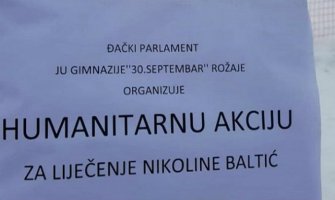 ĐAČKI PARLAMENT
JU GIMNAZIJE"30.SEPTEMBAR" ROŽAJE
ORGANIZUJE
HUMANITARNU AKCIJU
ZA LIJEČENJE NIKOLINE BALTIĆ